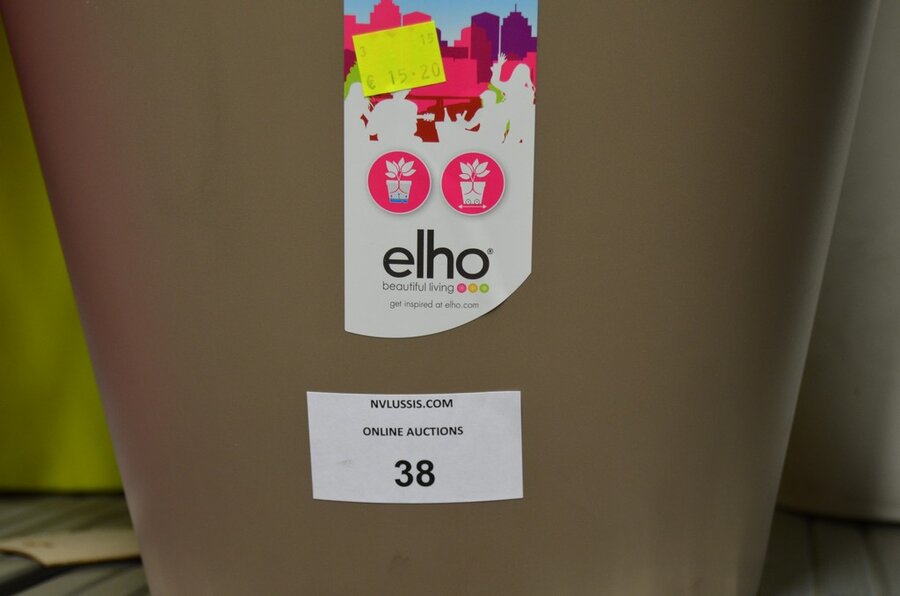 3 15
€ 15.20
elho®
beautiful living
get inspired at elho.com
NVLUSSIS.COM
ONLINE AUCTIONS
38